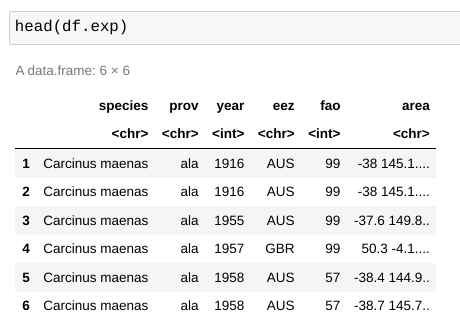 head(df.exp)
A data.frame: 6 × 6
species prov year eez fao area
<chr> <chr> <int> <chr> <int> <chr>
1 Carcinus maenas ala 1916 AUS 99 -38 145.1....
2 Carcinus maenas ala 1916 AUS 99 -38 145.1....
3 Carcinus maenas ala 1955 AUS 99 -37.6 149.8..
4 Carcinus maenas ala 1957 GBR 99 50.3 -4.1....
5 Carcinus maenas ala 1958 AUS 57 -38.4 144.9..
6 Carcinus maenas ala 1958 AUS 57 -38.7 145.7..